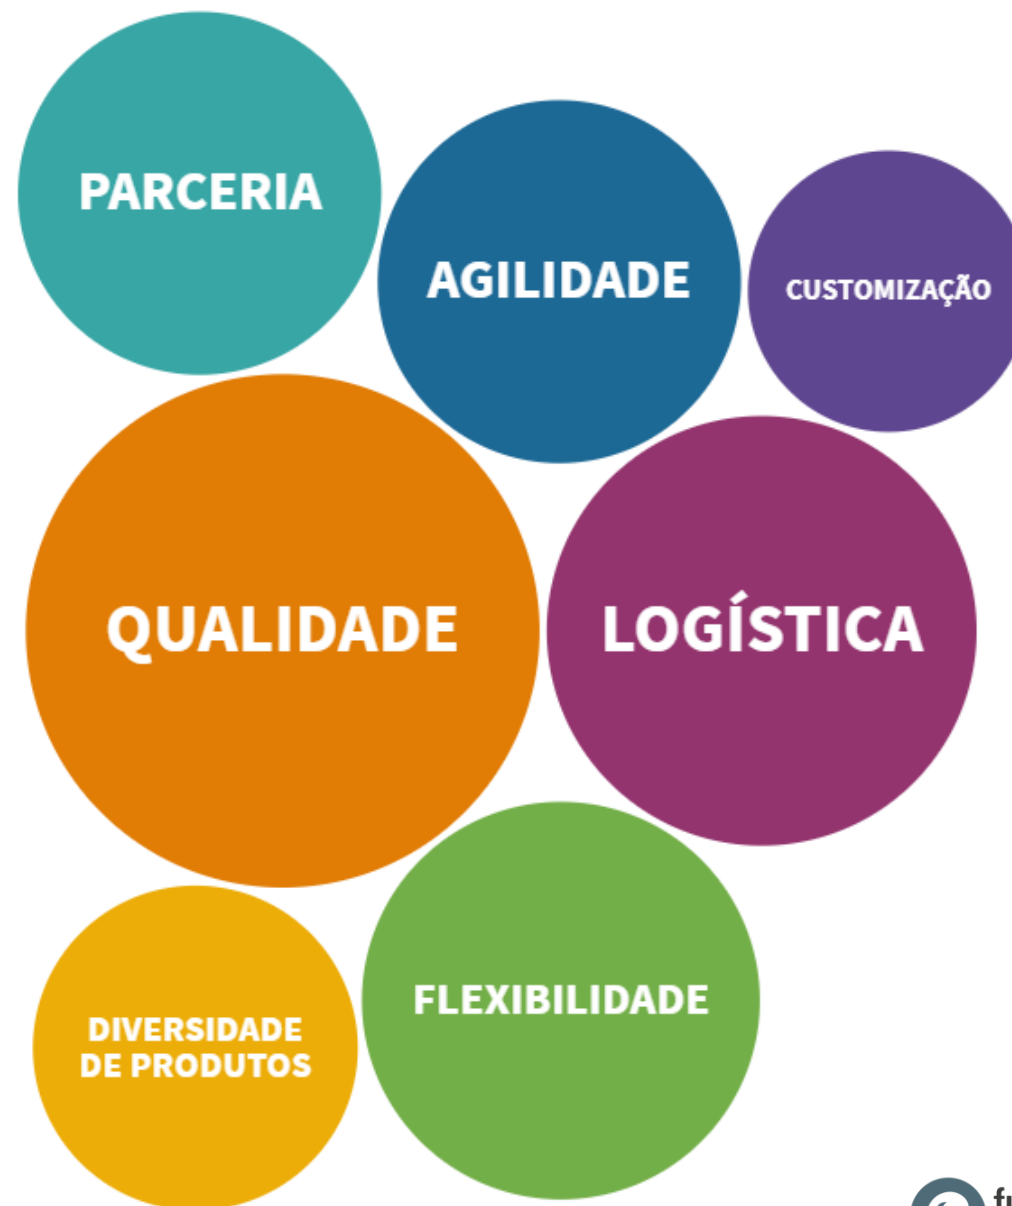 PARCERIA
AGILIDADE
CUSTOMIZAÇÃO
QUALIDADE
LOGÍSTICA
FLEXIBILIDADE
DIVERSIDADE
DE PRODUTOS